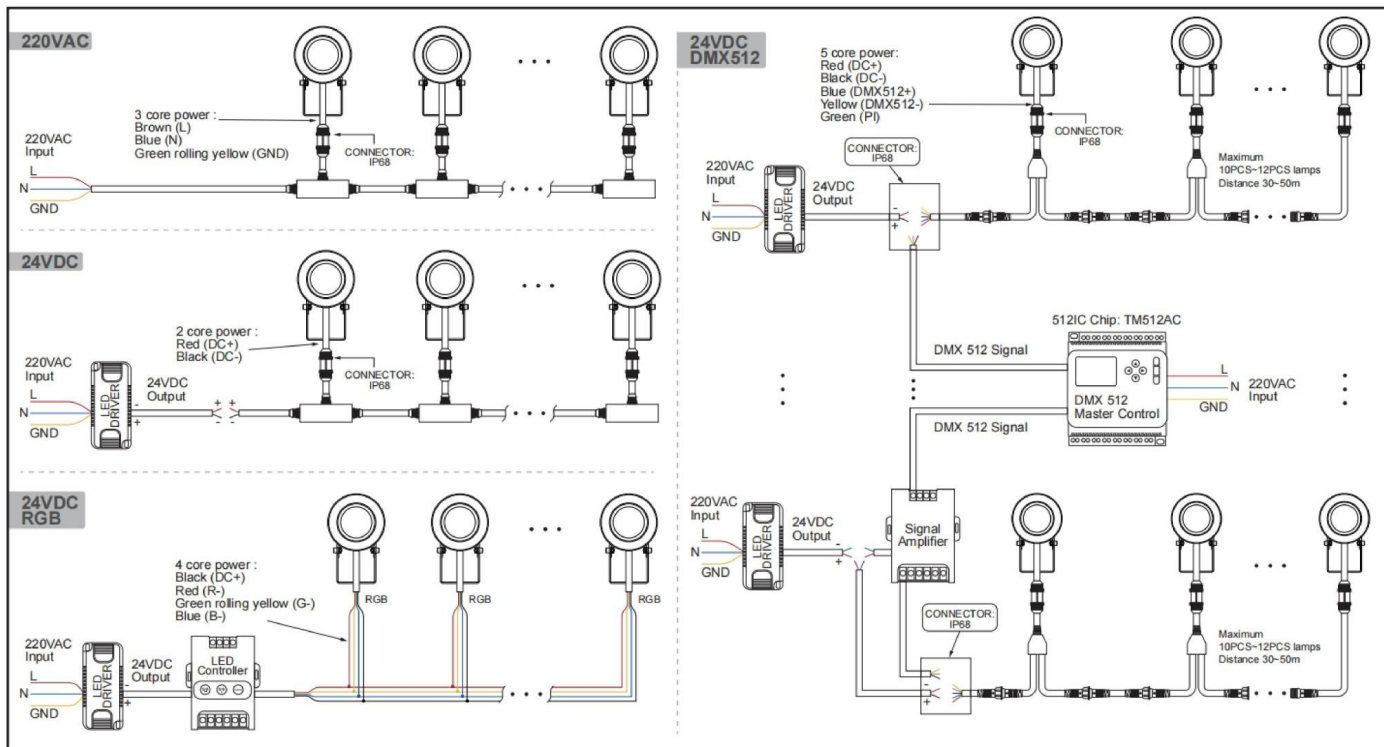 220VAC
3 core power :
Brown (L)
Blue (N)
Green rolling yellow (GND)
CONNECTOR:
IP68
220VAC
Input
L
N
GND
24VDC
2 core power :
Red (DC+)
Black (DC-)
CONNECTOR:
IP68
220VAC
Input
L
N
GND
LED
DRIVER
-
+
24VDC
Output
+ +
- -
24VDC
RGB
4 core power :
Black (DC+)
Red (R-)
Green rolling yellow (G-)
Blue (B-)
RGB
RGB
RGB
220VAC
Input
L
N
GND
LED
DRIVER
-
+
24VDC
Output
LED
Controller
24VDC
DMX512
5 core power:
Red (DC+)
Black (DC-)
Blue (DMX512+)
Yellow (DMX512-)
Green (PI)
CONNECTOR:
IP68
CONNECTOR:
IP68
220VAC
Input
L
N
GND
LED
DRIVER
24VDC
Output
-
+
Maximum
10PCS~12PCS lamps
Distance 30~50m
512IC Chip: TM512AC
DMX 512 Signal
DMX 512
Master Control
L
N
GND
220VAC
Input
DMX 512 Signal
220VAC
Input
L
N
GND
LED
DRIVER
24VDC
Output
-
+
Signal
Amplifier
CONNECTOR:
IP68
-
+
Maximum
10PCS~12PCS lamps
Distance 30~50m